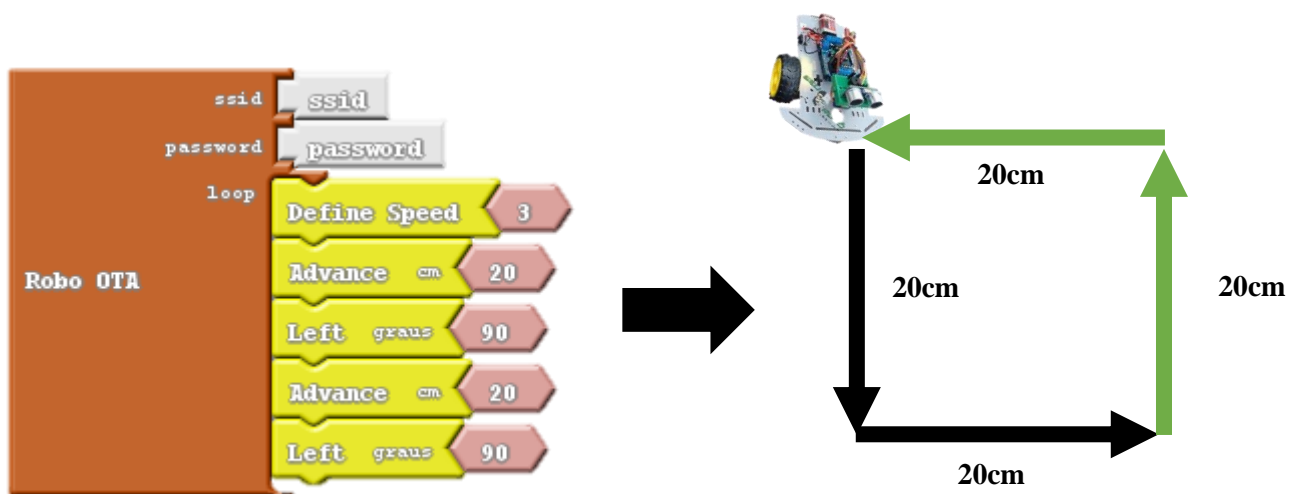 ssid ssid
password password
loop
Define Speed 3
Advance cm 20
Robo OTA
Left graus 90
Advance cm 20
Left graus 90
20cm
20cm
20cm
20cm